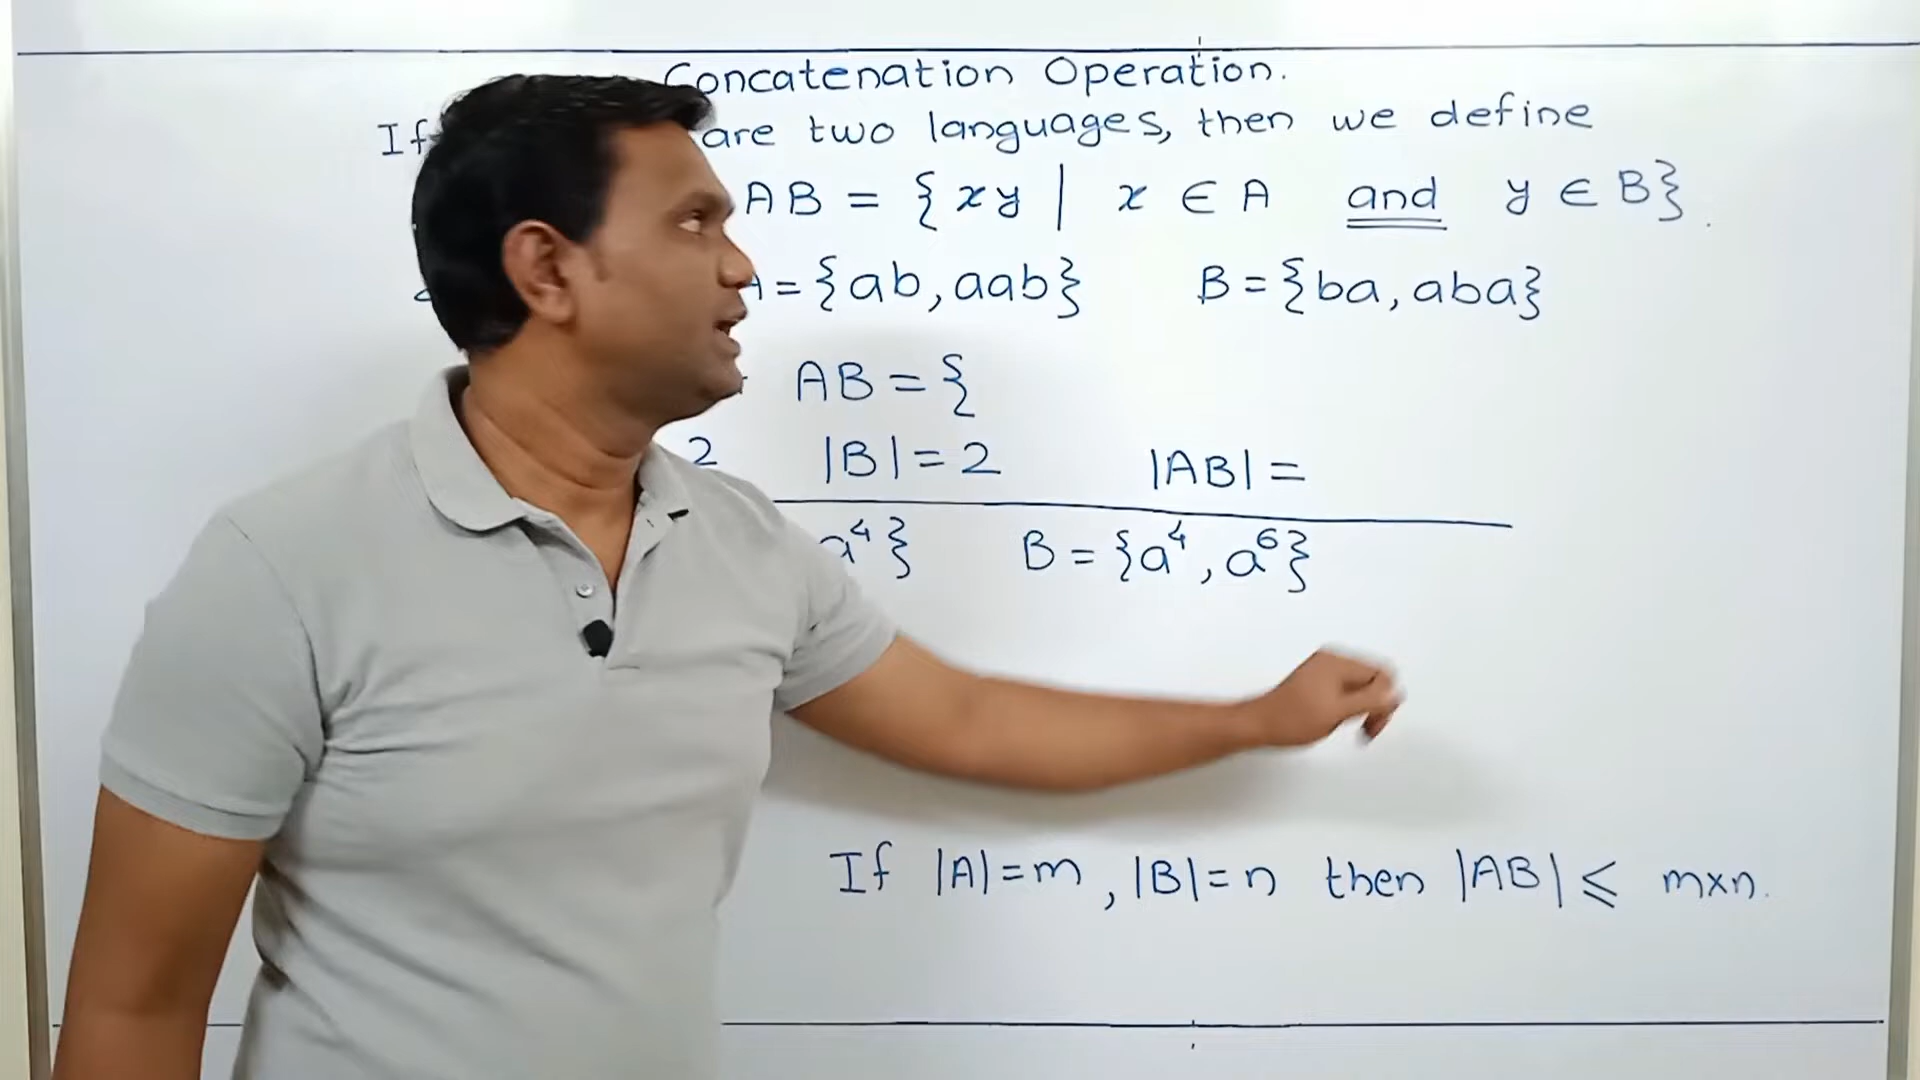 Concatenation Operation.
If are two languages, then we define
AB = {xy | x ∈ A and y ∈ B}.
A = {ab, aab} B = {ba, aba}
AB = {
2 |B| = 2 |AB| =
a⁴} B = {a⁴, a⁶}
If |A| = m, |B| = n then |AB| ⩽ m×n.